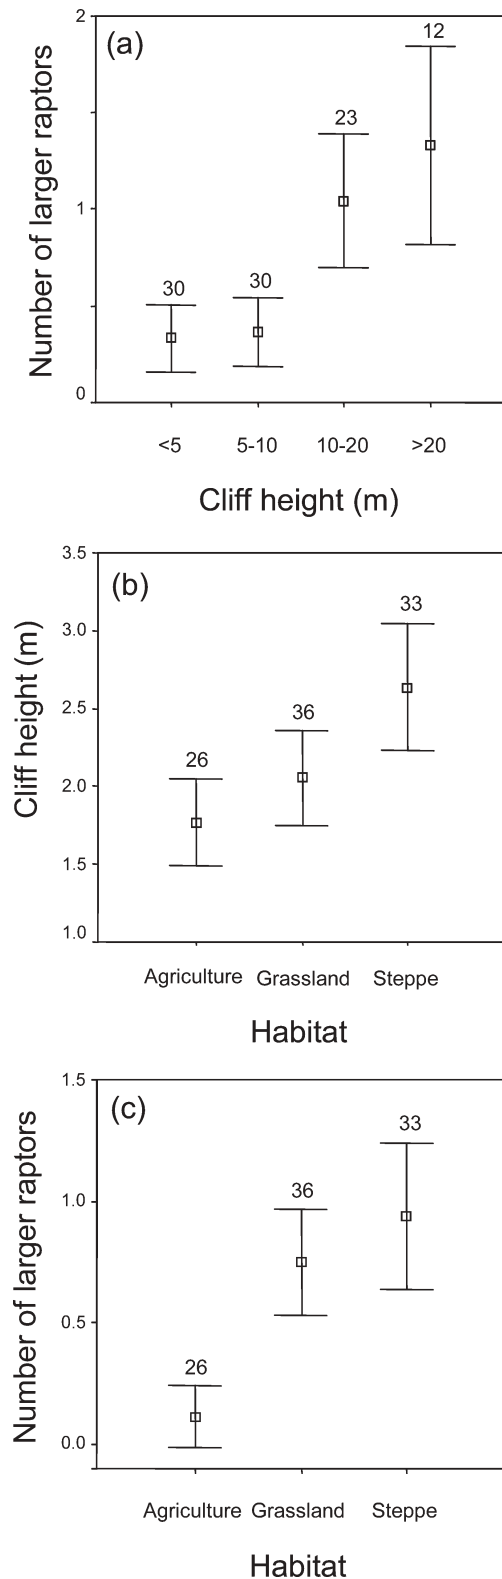 (a)
2
1
0
Number of larger raptors
30
30
23
12
<5 5-10 10-20 >20
Cliff height (m)
(b)
3.5
3.0
2.5
2.0
1.5
1.0
Cliff height (m)
26
36
33
Agriculture Grassland Steppe
Habitat
(c)
1.5
1.0
0.5
0.0
Number of larger raptors
26
36
33
Agriculture Grassland Steppe
Habitat